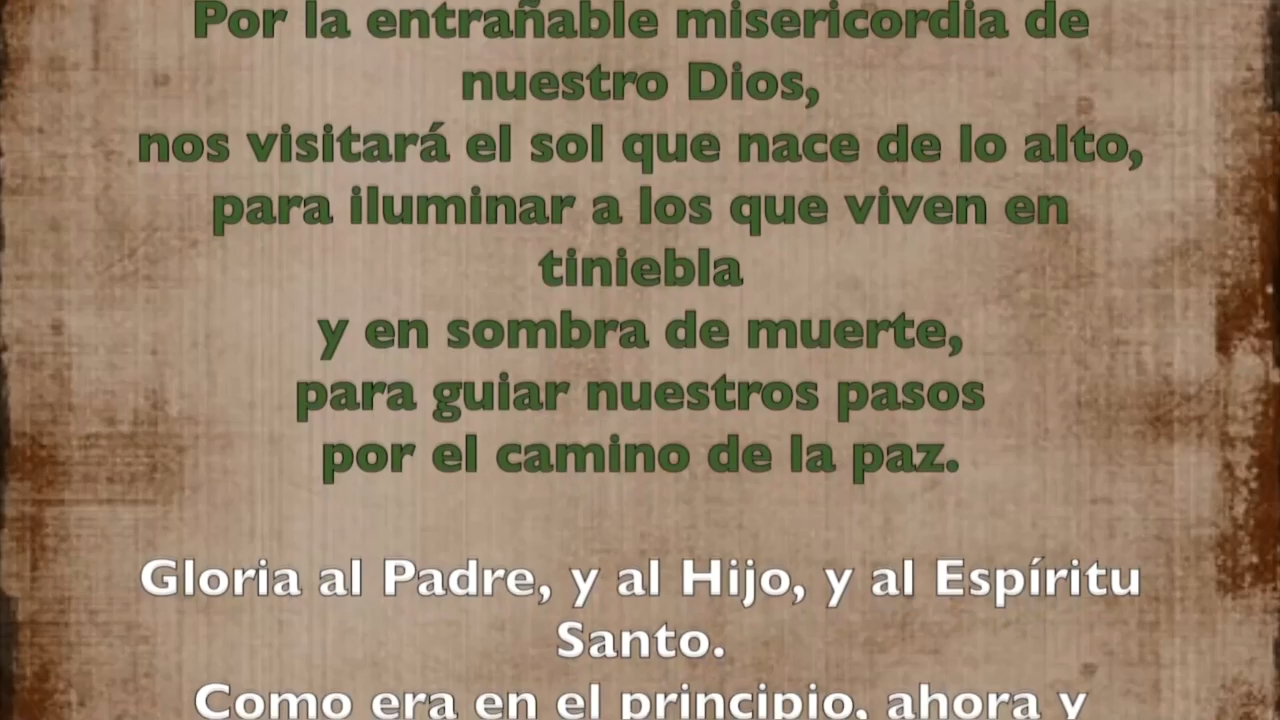 Por la entrañable misericordia de
nuestro Dios,
nos visitará el sol que nace de lo alto,
para iluminar a los que viven en
tiniebla
y en sombra de muerte,
para guiar nuestros pasos
por el camino de la paz.
Gloria al Padre, y al Hijo, y al Espíritu
Santo.
Como era en el principio, ahora y